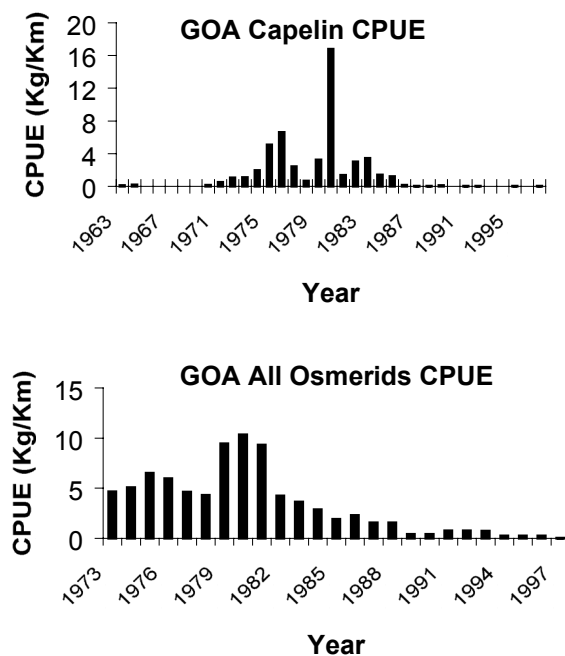 GOA Capelin CPUE
CPUE (Kg/Km)
20
16
12
8
4
0
1963 1967 1971 1975 1979 1983 1987 1991 1995
Year
GOA All Osmerids CPUE
CPUE (Kg/Km)
15
10
5
0
1973 1976 1979 1982 1985 1988 1991 1994 1997
Year